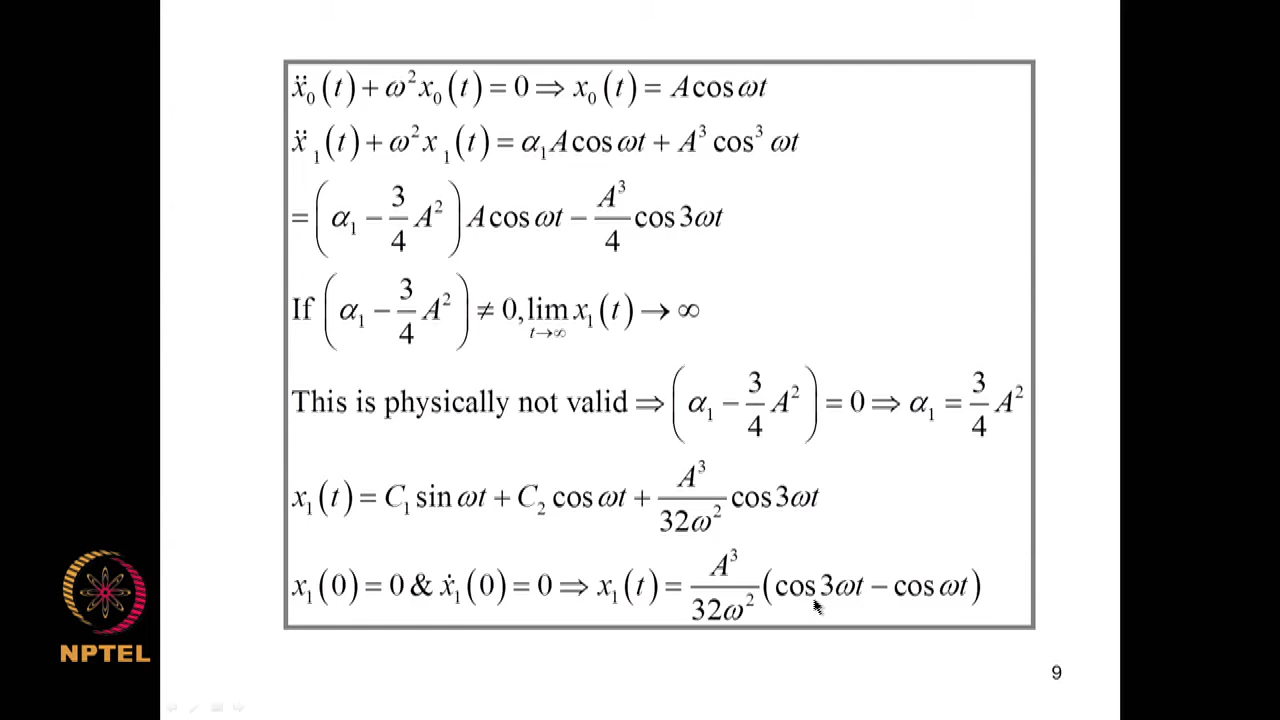 ẍ₀(t) + ω²x₀(t) = 0 ⇒ x₀(t) = A cos ωt
ẍ₁(t) + ω²x₁(t) = α₁A cos ωt + A³ cos³ ωt
= (α₁ − 3/4 A²) A cos ωt − A³/4 cos 3ωt
If (α₁ − 3/4 A²) ≠ 0, lim t→∞ x₁(t) → ∞
This is physically not valid ⇒ (α₁ − 3/4 A²) = 0 ⇒ α₁ = 3/4 A²
x₁(t) = C₁ sin ωt + C₂ cos ωt + A³/32ω² cos 3ωt
x₁(0) = 0 & ẋ₁(0) = 0 ⇒ x₁(t) = A³/32ω² (cos 3ωt − cos ωt)
NPTEL
9